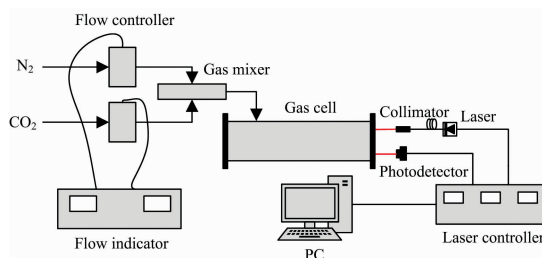 Flow controller
N2
Gas mixer
Gas cell
Collimator
Laser
CO2
Photodetector
Flow indicator
PC
Laser controller